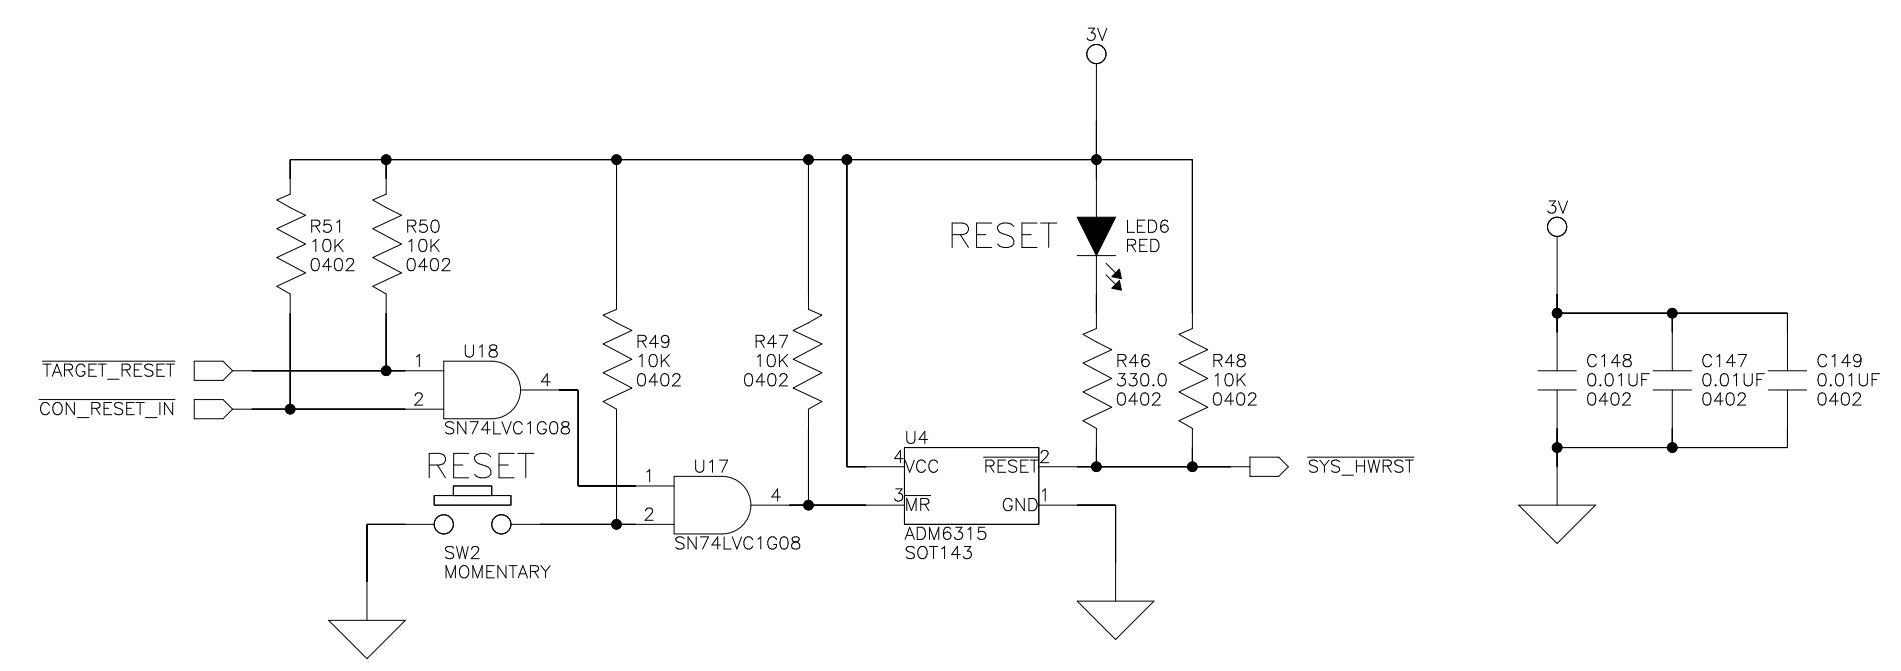 3V
R51
10K
0402
R50
10K
0402
RESET
LED6
RED
3V
R49
10K
0402
R47
10K
0402
R46
330.0
0402
R48
10K
0402
C148
0.01UF
0402
C147
0.01UF
0402
C149
0.01UF
0402
TARGET_RESET
CON_RESET_IN
1
2
U18
4
SN74LVC1G08
RESET
SW2
MOMENTARY
1
2
U17
4
SN74LVC1G08
U4
4
VCC
RESET
2
3
MR
GND
1
ADM6315
SOT143
SYS_HWRST